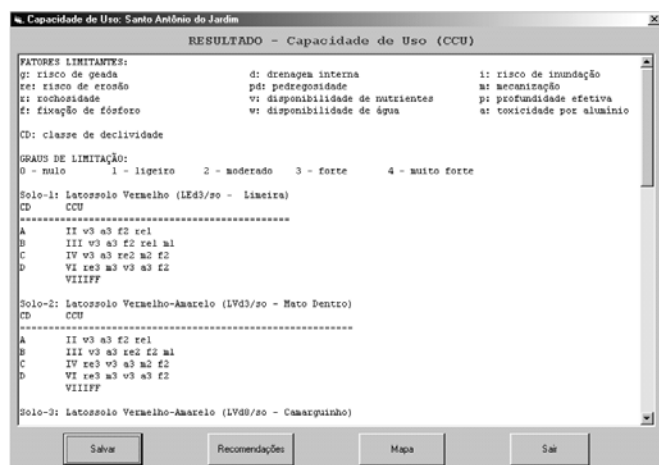 Capacidade de Uso: Santo Antônio do Jardim
RESULTADO - Capacidade de Uso (CCU)
FATORES LIMITANTES:
g: risco de geada d: drenagem interna i: risco de inundação
re: risco de erosão pd: pedregosidade m: mecanização
r: rochosidade v: disponibilidade de nutrientes p: profundidade efetiva
f: fixação de fósforo w: disponibilidade de água a: toxicidade por alumínio
CD: classe de declividade
GRAUS DE LIMITAÇÃO:
0 - nulo 1 - ligeiro 2 - moderado 3 - forte 4 - muito forte
Solo-1: Latossolo Vermelho (LEd3/so - Limeira)
CD CCU
==============================================
A II v3 a3 f2 re1
B III v3 a3 f2 re1 m1
C IV v3 a3 re2 m2 f2
D VI re3 m3 v3 a3 f2
VIIIFF
Solo-2: Latossolo Vermelho-Amarelo (LVd3/so - Mato Dentro)
CD CCU
=========================================================
A II v3 a3 f2 re1
B III v3 a3 re2 f2 m1
C IV re3 v3 a3 m2 f2
D VI re3 m3 v3 a3 f2
VIIIFF
Solo-3: Latossolo Vermelho-Amarelo (LVd8/so - Camarguinho)
Salvar Recomendações Mapa Sair